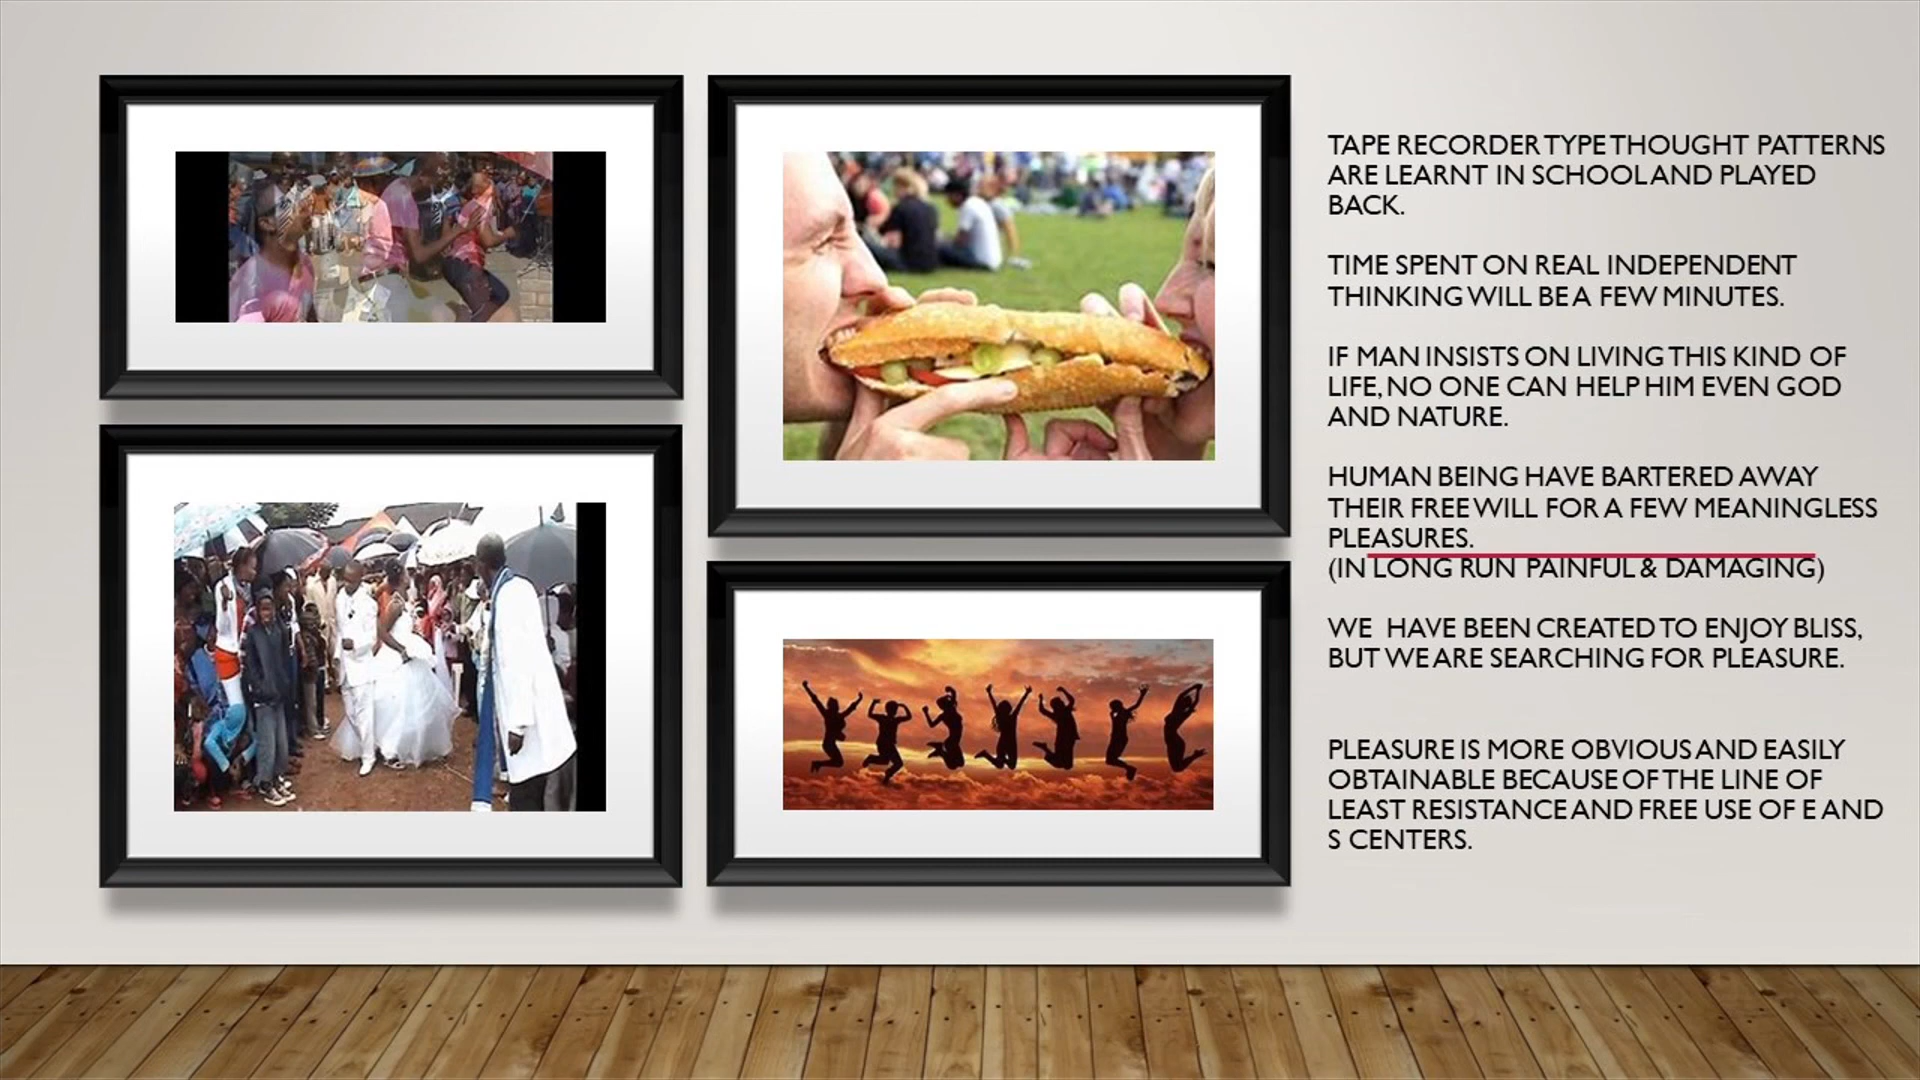 TAPE RECORDER TYPE THOUGHT PATTERNS
ARE LEARNT IN SCHOOL AND PLAYED
BACK.
TIME SPENT ON REAL INDEPENDENT
THINKING WILL BE A FEW MINUTES.
IF MAN INSISTS ON LIVING THIS KIND OF
LIFE, NO ONE CAN HELP HIM EVEN GOD
AND NATURE.
HUMAN BEING HAVE BARTERED AWAY
THEIR FREE WILL FOR A FEW MEANINGLESS
PLEASURES.
(IN LONG RUN PAINFUL & DAMAGING)
WE HAVE BEEN CREATED TO ENJOY BLISS,
BUT WE ARE SEARCHING FOR PLEASURE.
PLEASURE IS MORE OBVIOUS AND EASILY
OBTAINABLE BECAUSE OF THE LINE OF
LEAST RESISTANCE AND FREE USE OF E AND
S CENTERS.